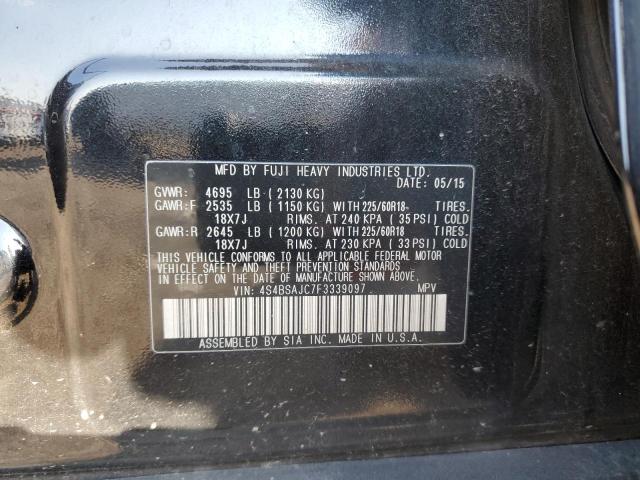 MFD BY FUJI HEAVY INDUSTRIES LTD.
DATE: 05/15
GVWR: 4695 LB ( 2130 KG)
GAWR:F 2535 LB ( 1150 KG) WITH 225/60R18 TIRES.
18X7J RIMS. AT 240 KPA ( 35 PSI) COLD
GAWR:R 2645 LB ( 1200 KG) WITH 225/60R18 TIRES.
18X7J RIMS. AT 230 KPA ( 33 PSI) COLD
THIS VEHICLE CONFORMS TO ALL APPLICABLE FEDERAL MOTOR
VEHICLE SAFETY AND THEFT PREVENTION STANDARDS
IN EFFECT ON THE DATE OF MANUFACTURE SHOWN ABOVE.
VIN: 4S4BSAJC7F3339097 MPV
ASSEMBLED BY SIA INC. MADE IN U.S.A.